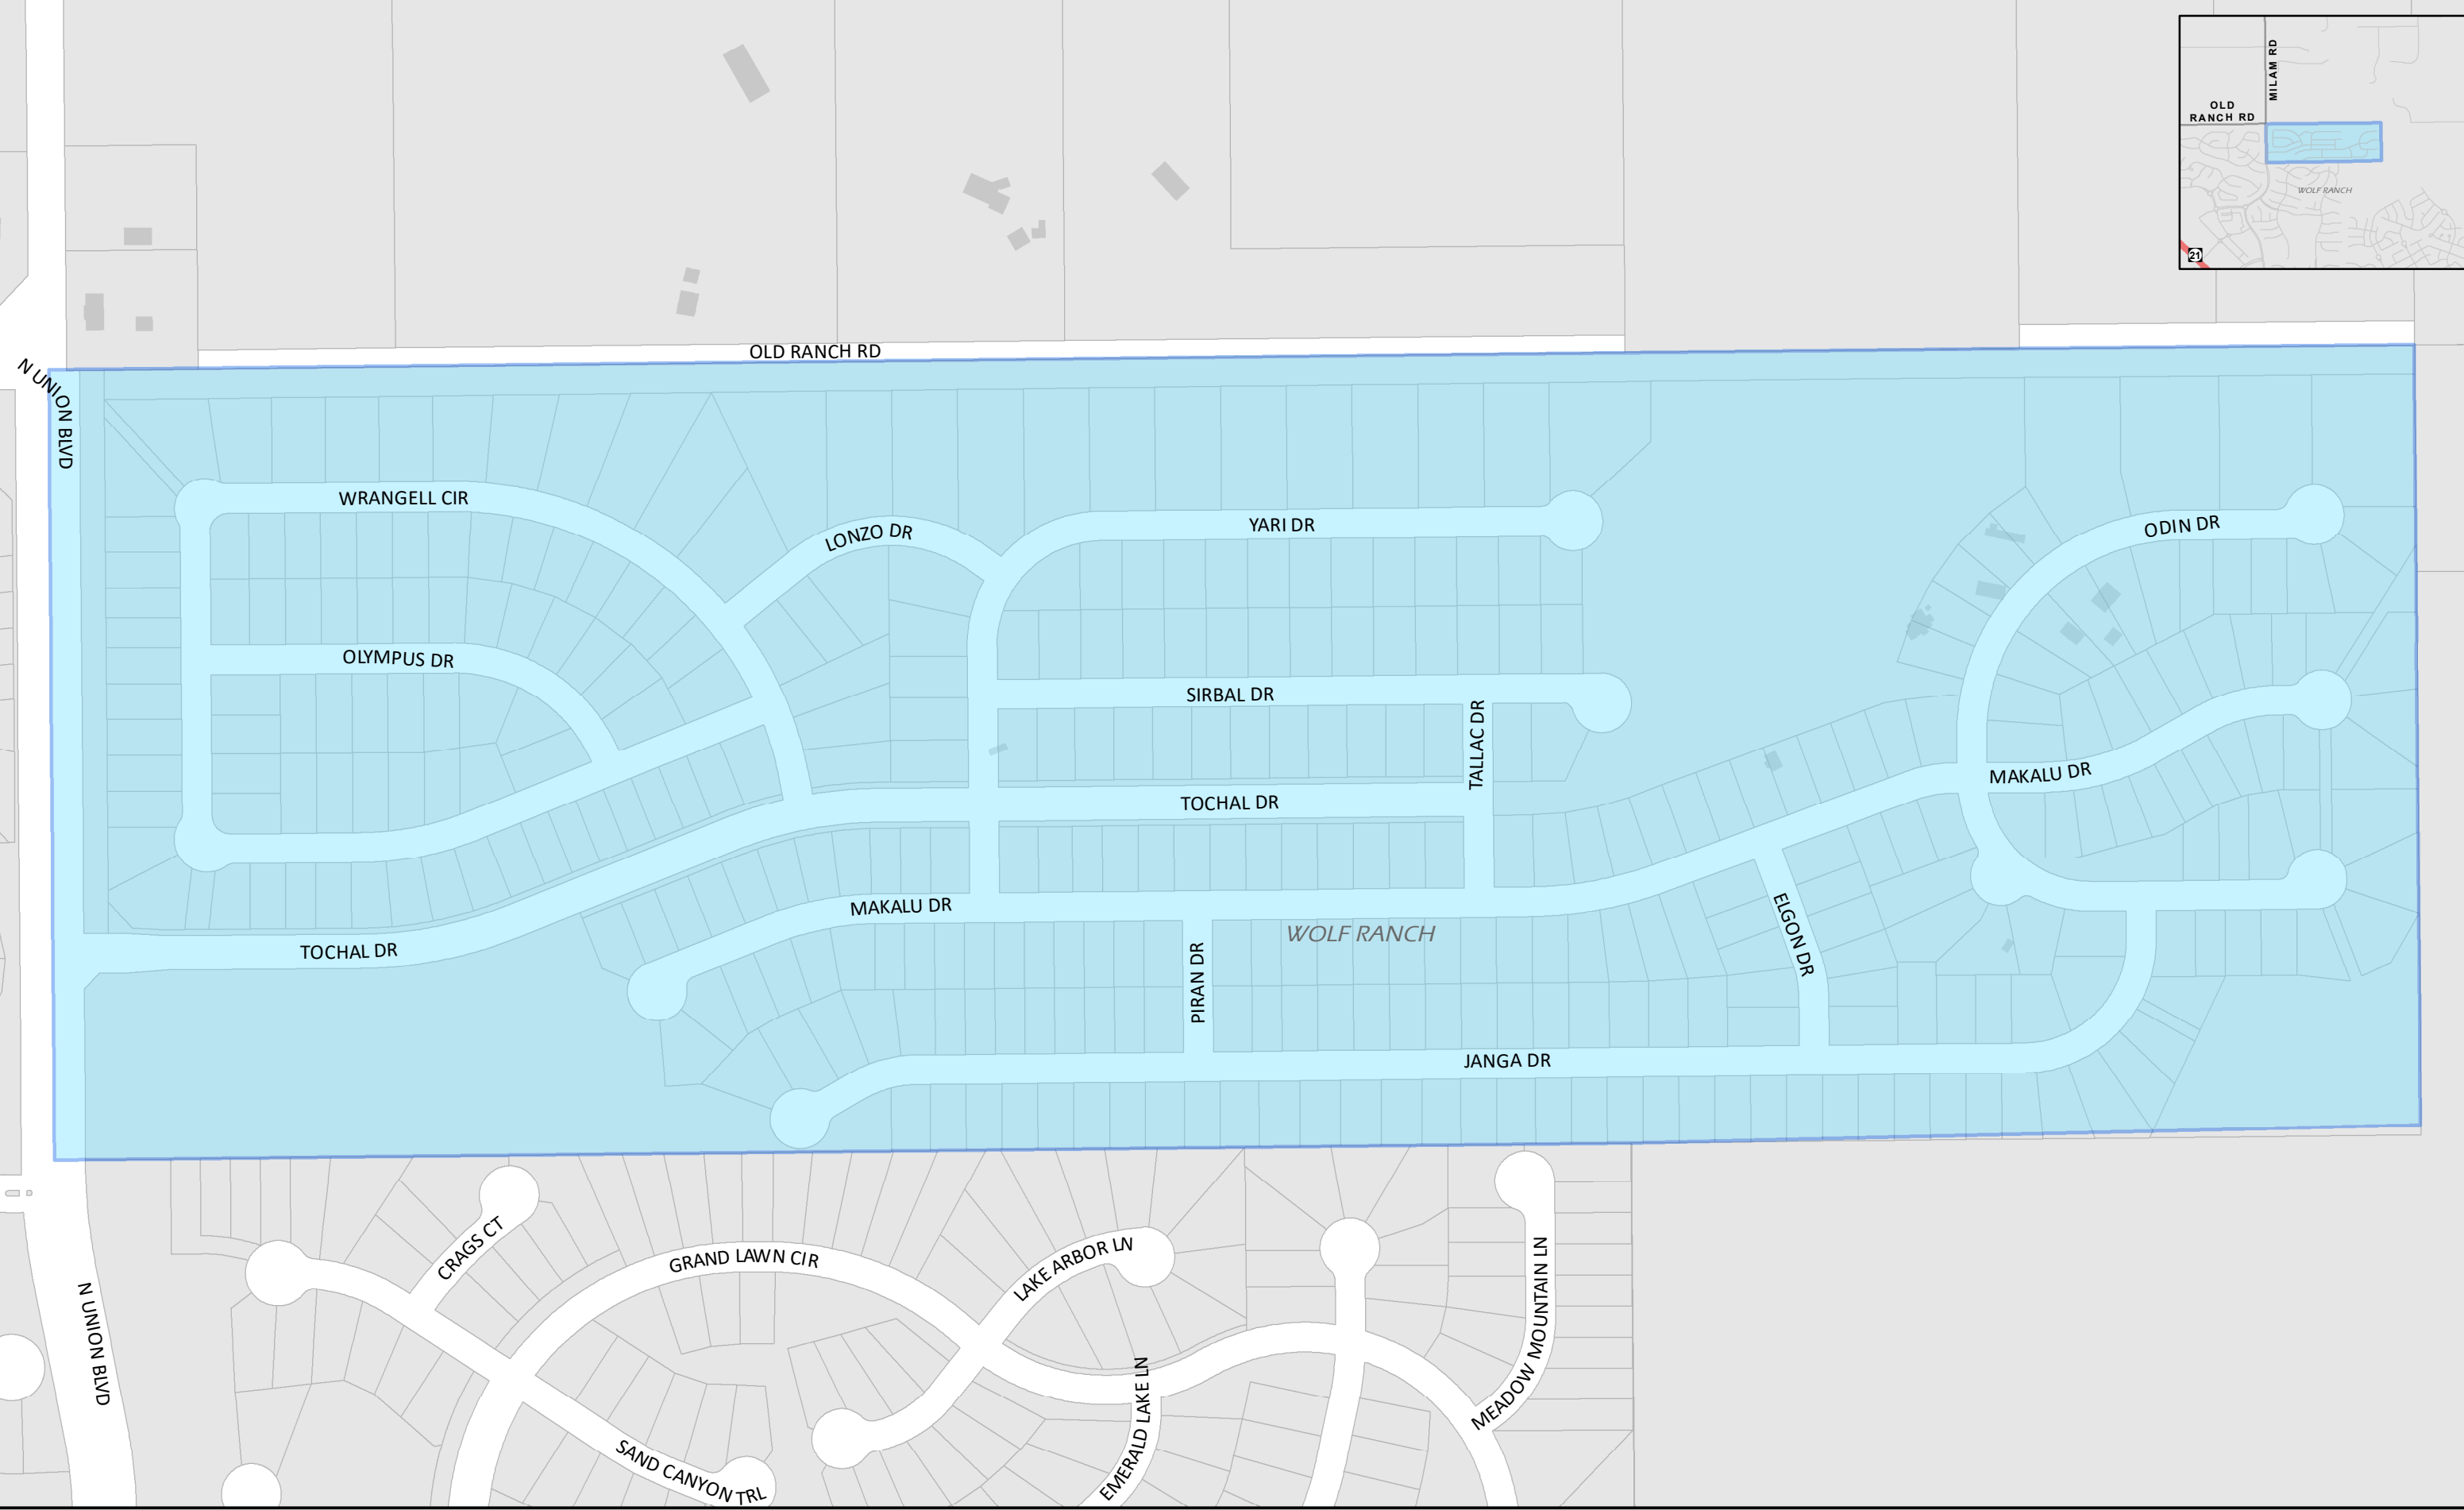 MILAM RD
OLD
RANCH RD
WOLF RANCH
21
OLD RANCH RD
N UNION BLVD
WRANGELL CIR
LONZO DR
YARI DR
ODIN DR
OLYMPUS DR
SIRBAL DR
TALLAC DR
MAKALU DR
TOCHAL DR
MAKALU DR
WOLF RANCH
ELGON DR
TOCHAL DR
PIRAN DR
JANGA DR
CRAGS CT
GRAND LAWN CIR
LAKE ARBOR LN
MEADOW MOUNTAIN LN
N UNION BLVD
EMERALD LAKE LN
SAND CANYON TRL